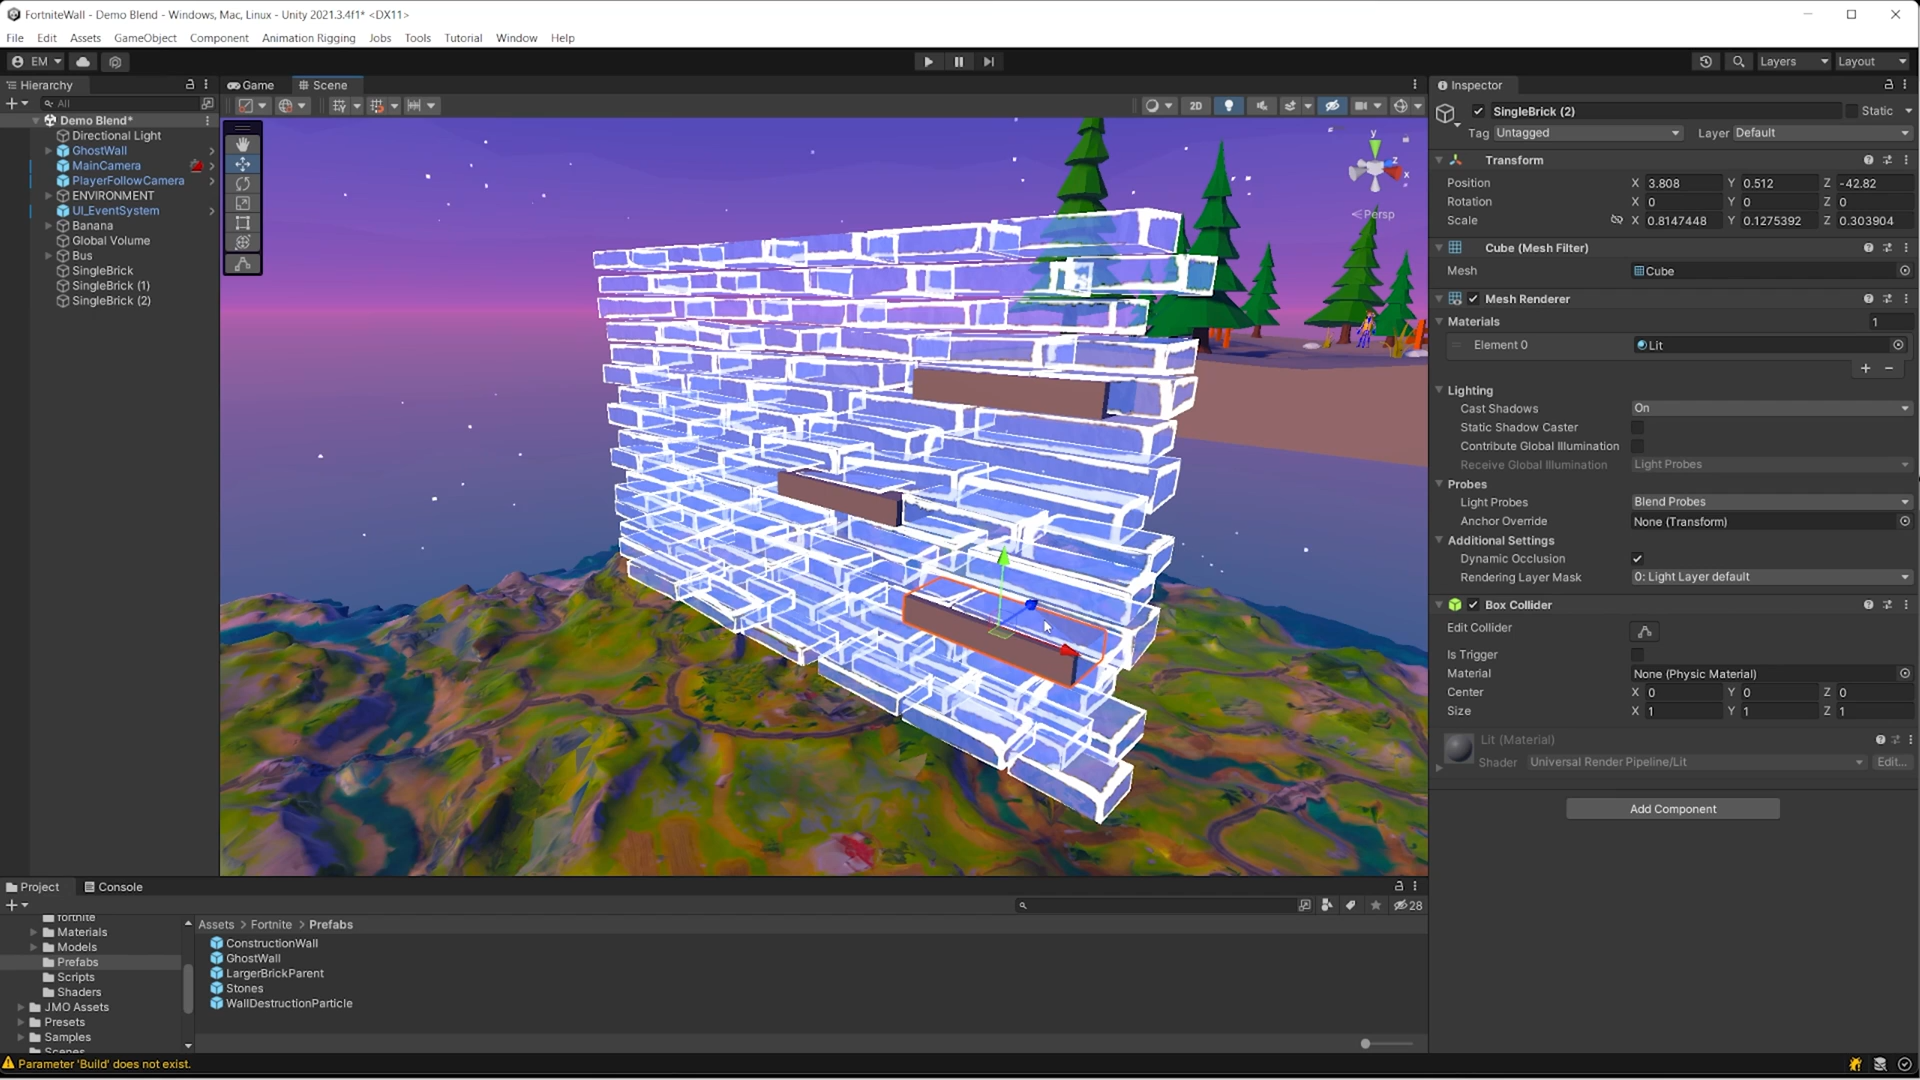 FortniteWall - Demo Blend - Windows, Mac, Linux - Unity 2021.3.4f1* <DX11>
File Edit Assets GameObject Component Animation Rigging Jobs Tools Tutorial Window Help
EM
Layers
Layout
Hierarchy
Game
Scene
Inspector
All
2D
Demo Blend*
Directional Light
GhostWall
MainCamera
PlayerFollowCamera
ENVIRONMENT
UI_EventSystem
Banana
Global Volume
Bus
SingleBrick
SingleBrick (1)
SingleBrick (2)
y
z
x
Persp
SingleBrick (2)
Static
Tag Untagged
Layer Default
Transform
Position X 3.808 Y 0.512 Z -42.82
Rotation X 0 Y 0 Z 0
Scale X 0.8147448 Y 0.1275392 Z 0.303904
Cube (Mesh Filter)
Mesh Cube
Mesh Renderer
Materials 1
Element 0 Lit
Lighting
Cast Shadows On
Static Shadow Caster
Contribute Global Illumination
Receive Global Illumination Light Probes
Probes
Light Probes Blend Probes
Anchor Override None (Transform)
Additional Settings
Dynamic Occlusion
Rendering Layer Mask 0: Light Layer default
Box Collider
Edit Collider
Is Trigger
Material None (Physic Material)
Center X 0 Y 0 Z 0
Size X 1 Y 1 Z 1
Lit (Material)
Shader Universal Render Pipeline/Lit Edit...
Add Component
Project
Console
28
fortnite
Materials
Models
Prefabs
Scripts
Shaders
JMO Assets
Presets
Samples
Scenes
Assets > Fortnite > Prefabs
ConstructionWall
GhostWall
LargerBrickParent
Stones
WallDestructionParticle
Parameter 'Build' does not exist.